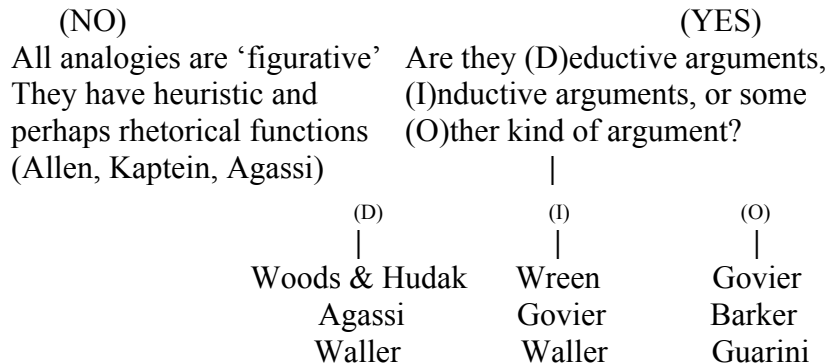 (NO) (YES)
All analogies are ‘figurative’ Are they (D)eductive arguments,
They have heuristic and (I)nductive arguments, or some
perhaps rhetorical functions (O)ther kind of argument?
(Allen, Kaptein, Agassi) |
(D) (I) (O)
| | |
Woods & Hudak Wreen Govier
Agassi Govier Barker
Waller Waller Guarini